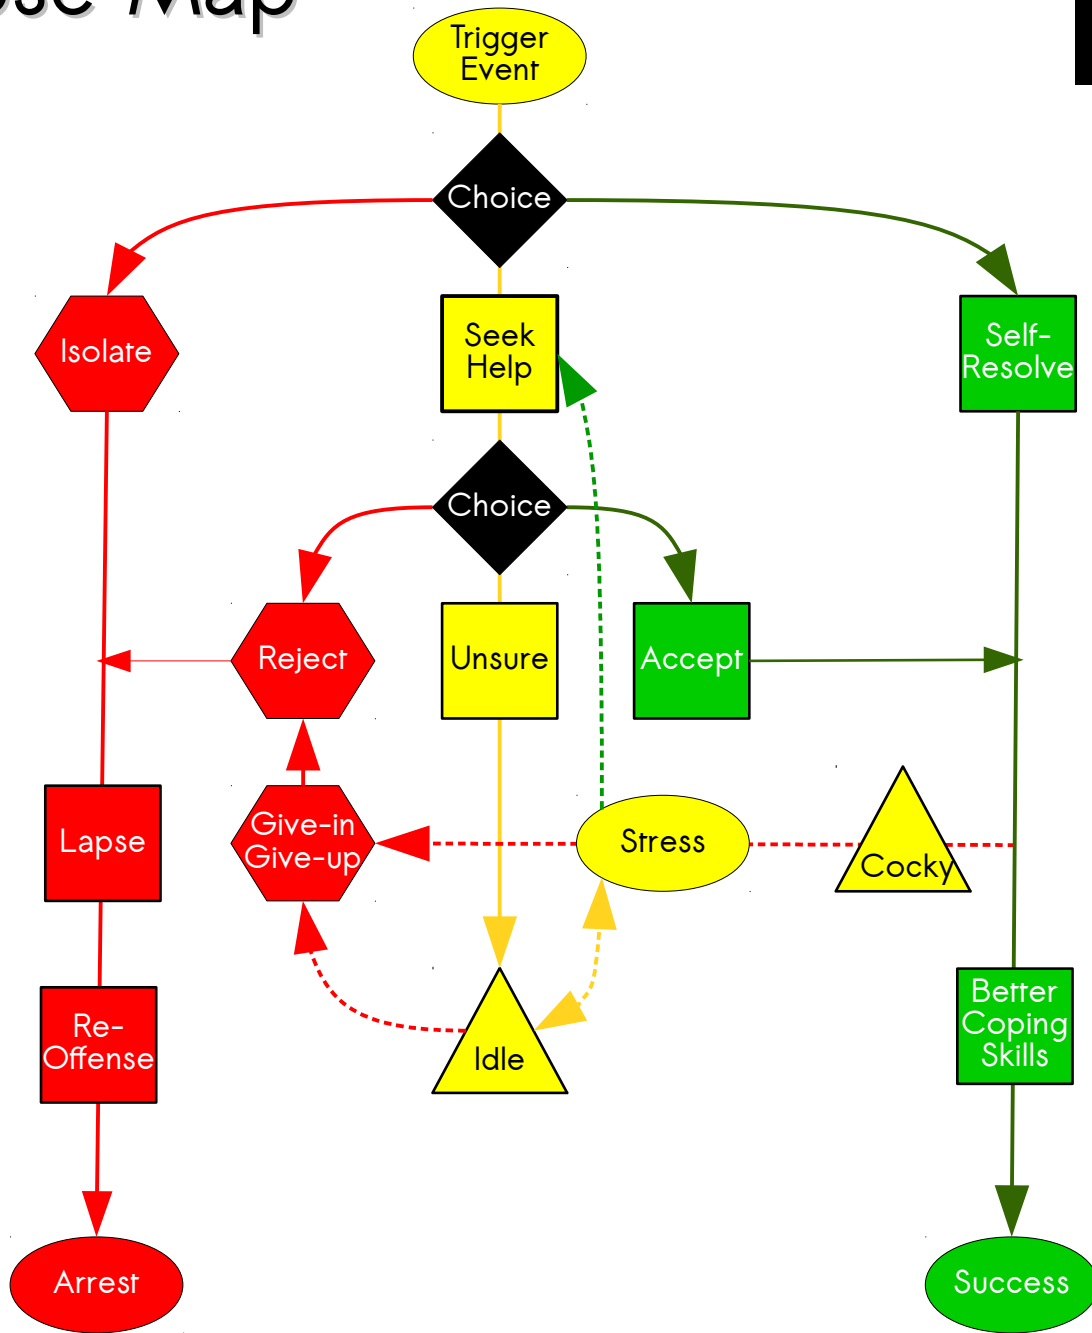 Map
Trigger
Event
Choice
Isolate
Seek
Help
Self-
Resolve
Choice
Reject
Unsure
Accept
Lapse
Give-in
Give-up
Stress
Cocky
Re-
Offense
Idle
Better
Coping
Skills
Arrest
Success